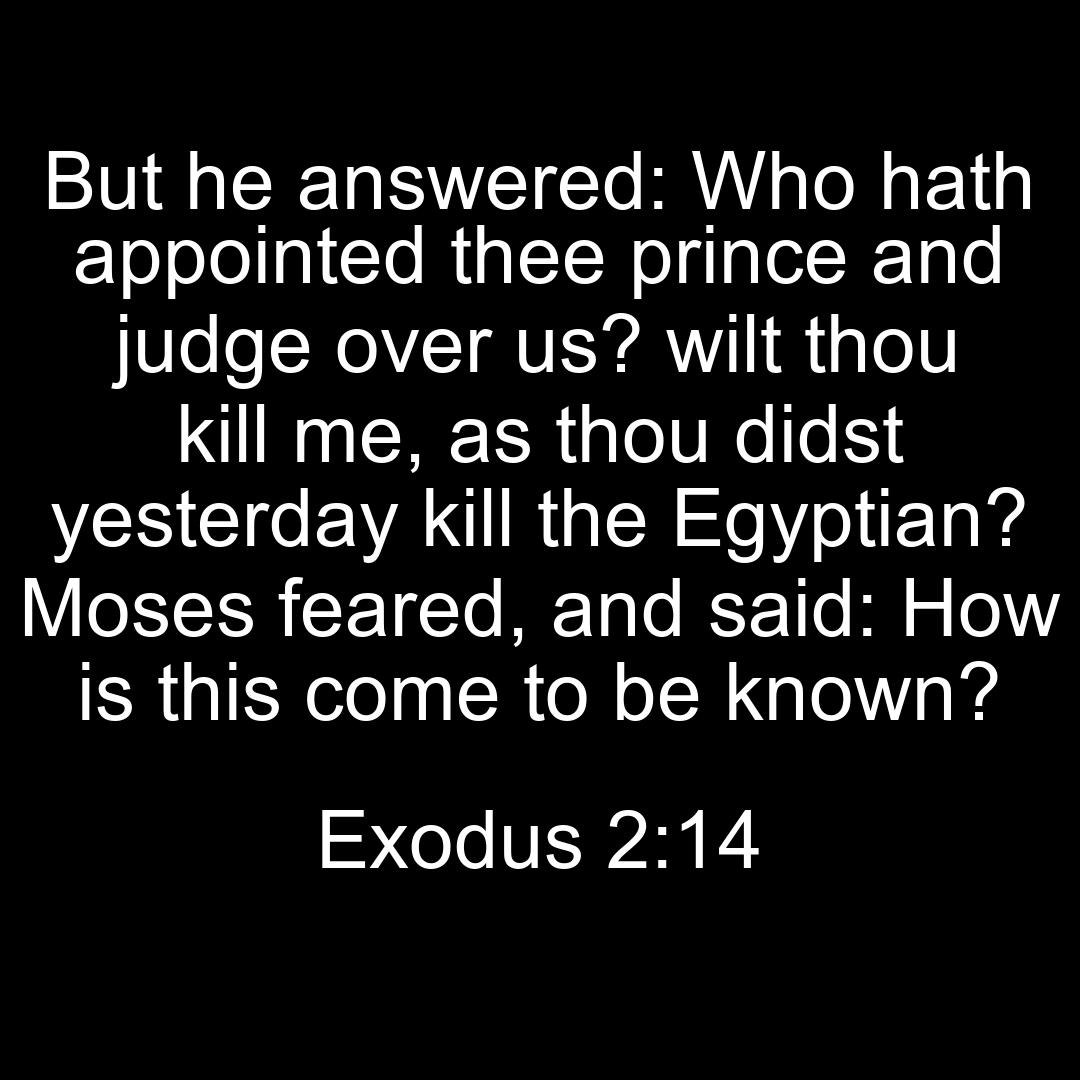 But he answered: Who hath
appointed thee prince and
judge over us? wilt thou
kill me, as thou didst
yesterday kill the Egyptian?
Moses feared, and said: How
is this come to be known?
Exodus 2:14